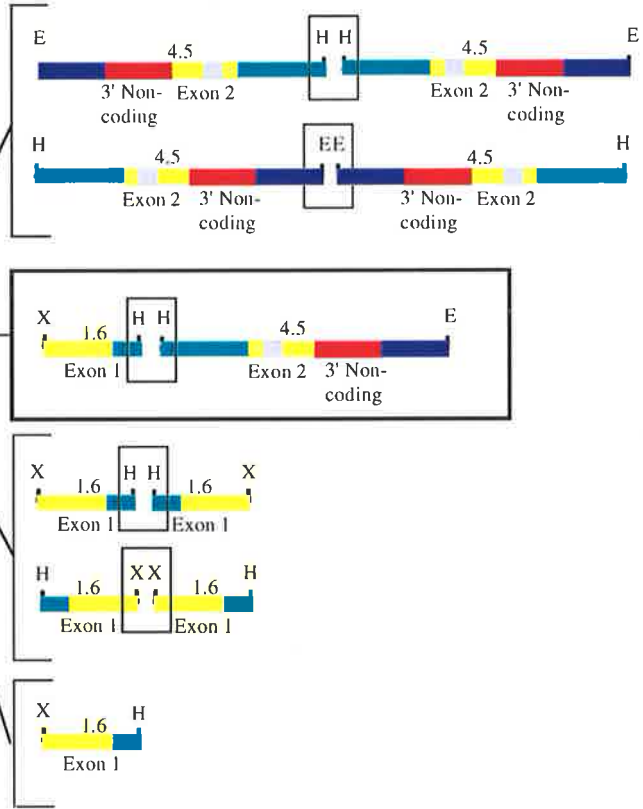 E 4.5 H H 4.5 E
3' Non- Exon 2 Exon 2 3' Non-
coding coding
H 4.5 EE 4.5 H
Exon 2 3' Non- 3' Non- Exon 2
coding coding
X 1.6 H H 4.5 E
Exon 1 Exon 2 3' Non-
coding
X 1.6 H H 1.6 X
Exon 1 Exon 1
H 1.6 XX 1.6 H
Exon 1 Exon 1
X 1.6 H
Exon 1